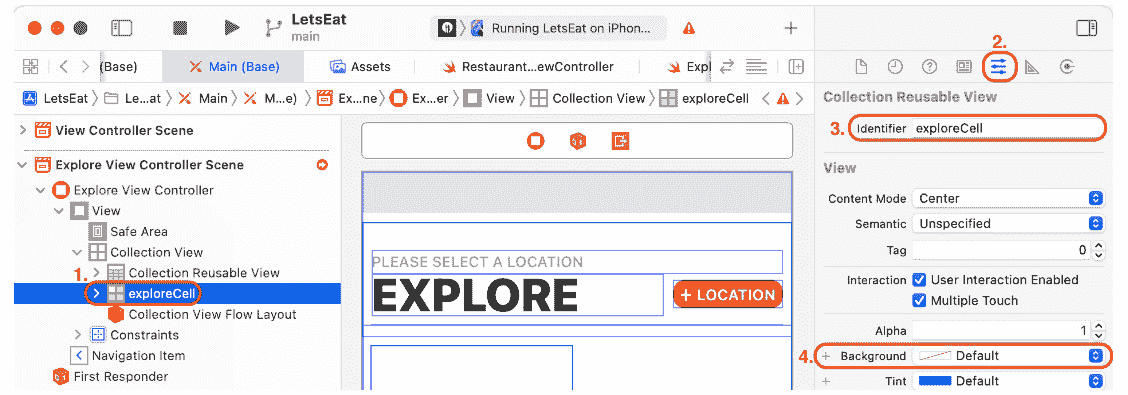 LetsEat
main
Running LetsEat on iPhon...
2.
(Base)
Main (Base)
Assets
Restaurant...ewController
Expl
LetsEat
Le...at
Main
M...e)
Ex...ne
Ex...er
View
Collection View
exploreCell
View Controller Scene
Explore View Controller Scene
Explore View Controller
View
Safe Area
Collection View
1.
Collection Reusable View
exploreCell
Collection View Flow Layout
Constraints
Navigation Item
First Responder
PLEASE SELECT A LOCATION
EXPLORE
+ LOCATION
Collection Reusable View
3.
Identifier exploreCell
View
Content Mode Center
Semantic Unspecified
Tag 0
Interaction User Interaction Enabled
Multiple Touch
Alpha 1
4. + Background Default
+ Tint Default